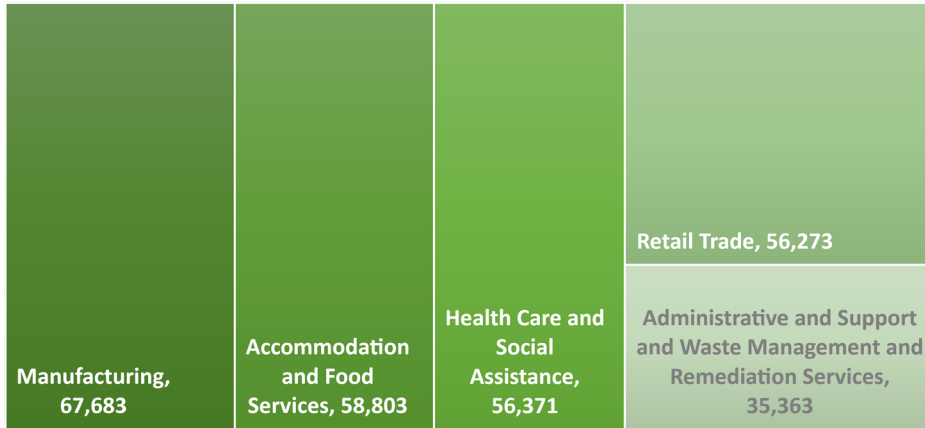 Manufacturing,
67,683
Accommodation
and Food
Services, 58,803
Health Care and
Social
Assistance,
56,371
Retail Trade, 56,273
Administrative and Support
and Waste Management and
Remediation Services,
35,363